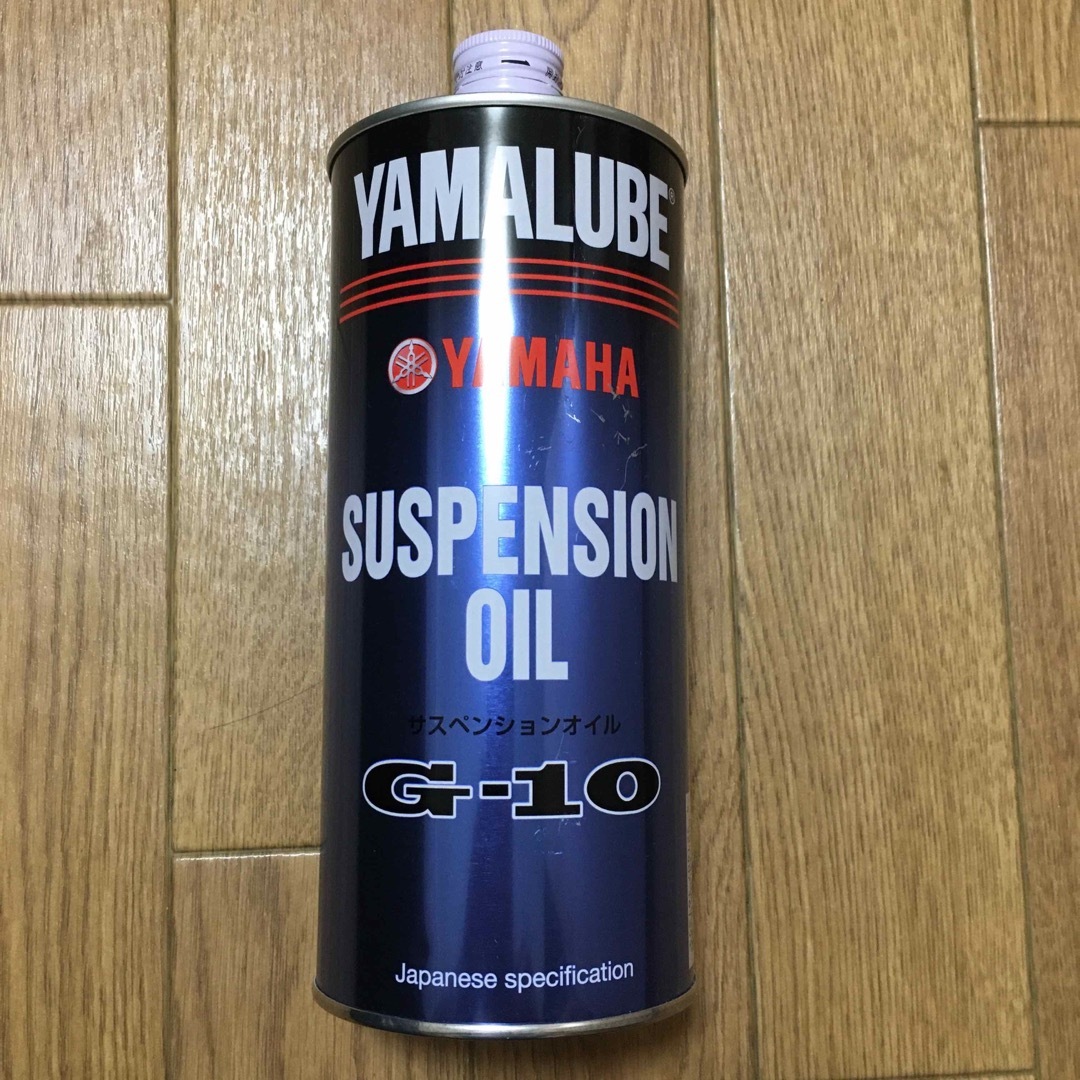 YAMALUBE®
YAMAHA
SUSPENSION
OIL
サスペンションオイル
G-10
Japanese specification